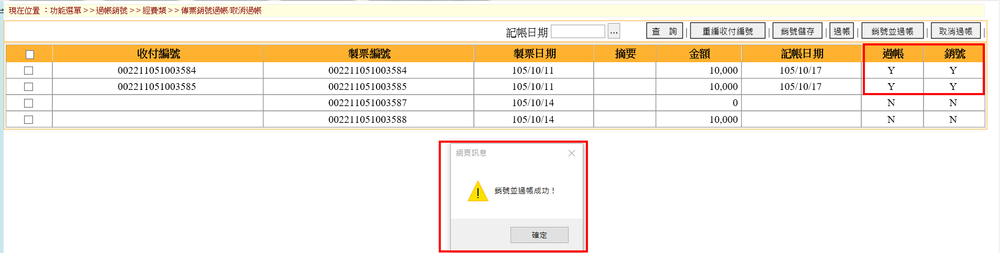 現在位置 ：功能選單 > > 過帳銷號 > > 經費類 > > 傳票銷號過帳/取消過帳
記帳日期 ... 查 詢 | 重編收付編號 | 銷號儲存 | 過帳 | 銷號並過帳 | 取消過帳 |
收付編號 製票編號 製票日期 摘要 金額 記帳日期 過帳 銷號
002211051003584 002211051003584 105/10/11 10,000 105/10/17 Y Y
002211051003585 002211051003585 105/10/11 10,000 105/10/17 Y Y
002211051003587 105/10/14 0 N N
002211051003588 105/10/14 10,000 N N
網頁訊息
銷號並過帳成功！
確定